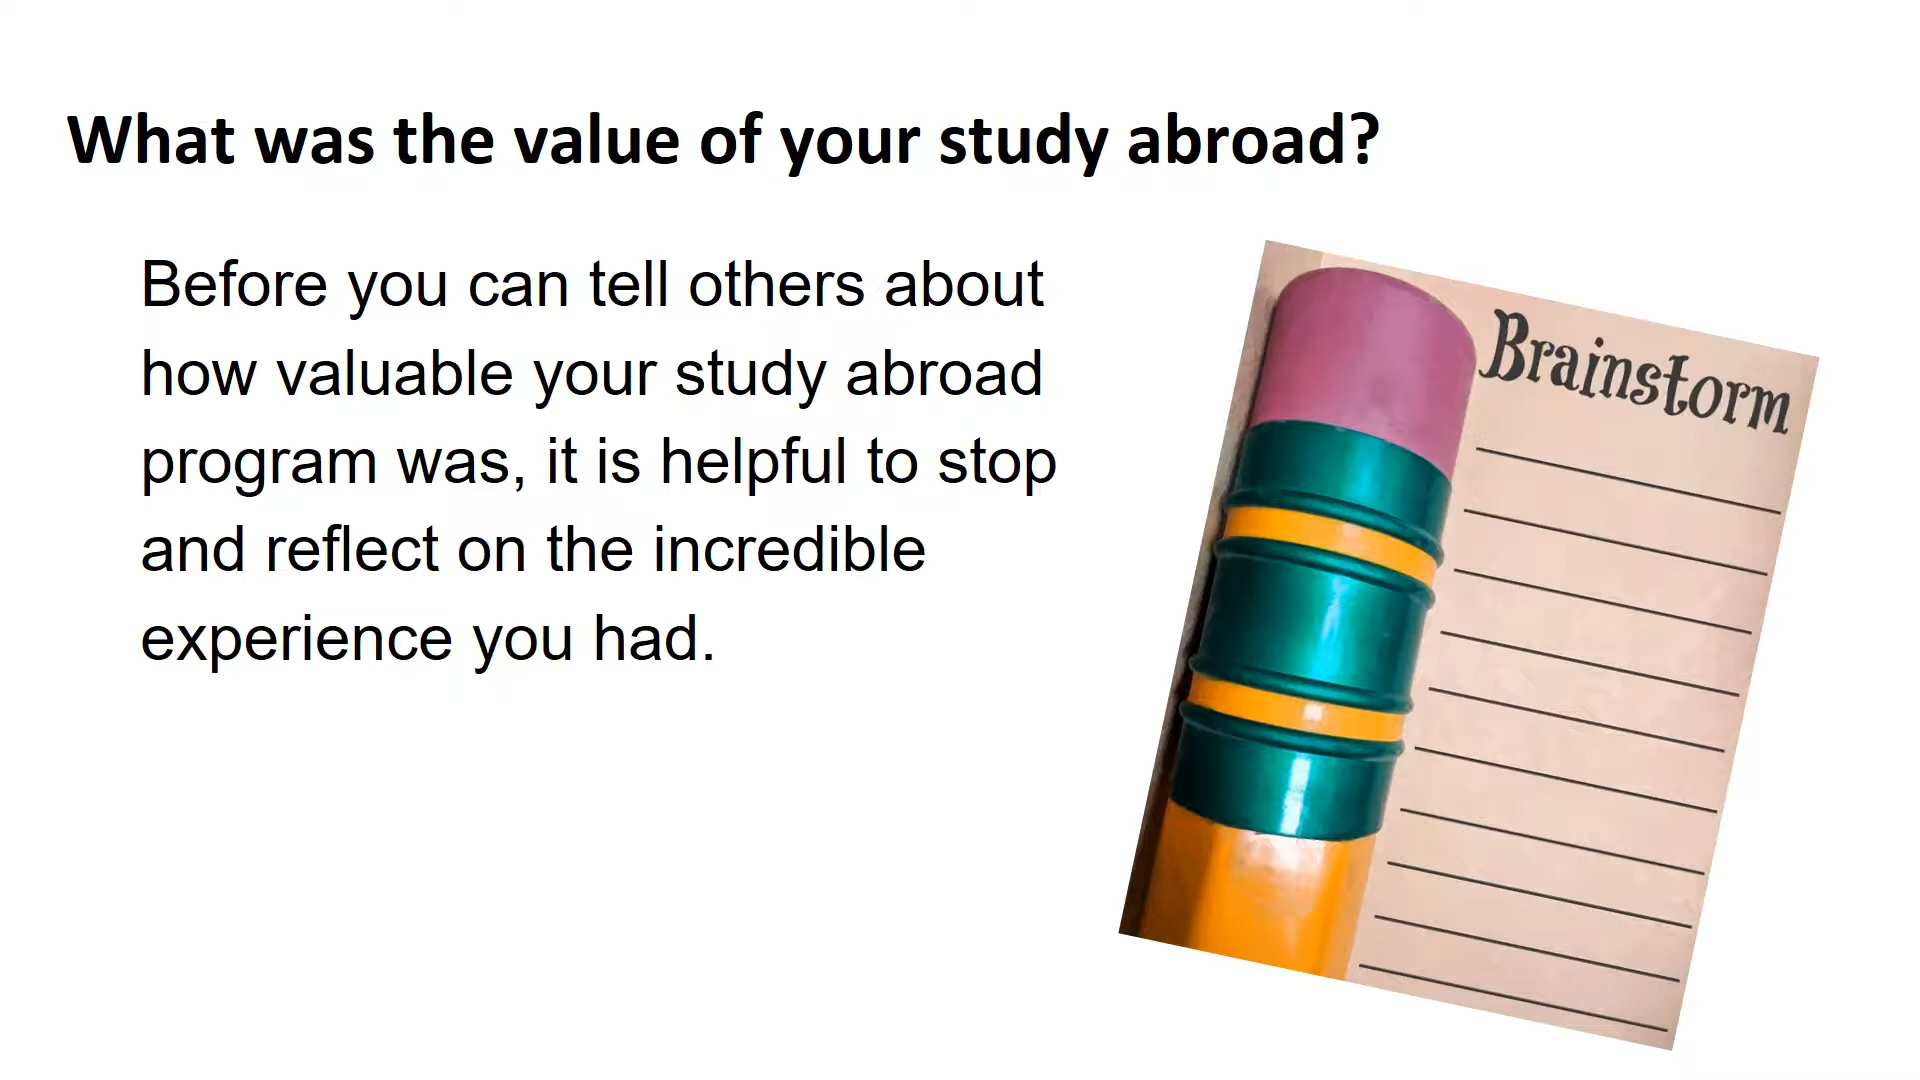 What was the value of your study abroad?
Before you can tell others about
how valuable your study abroad
program was, it is helpful to stop
and reflect on the incredible
experience you had.
Brainstorm